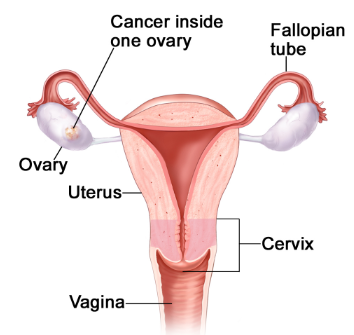 Cancer inside
one ovary
Fallopian
tube
Ovary
Uterus
Cervix
Vagina